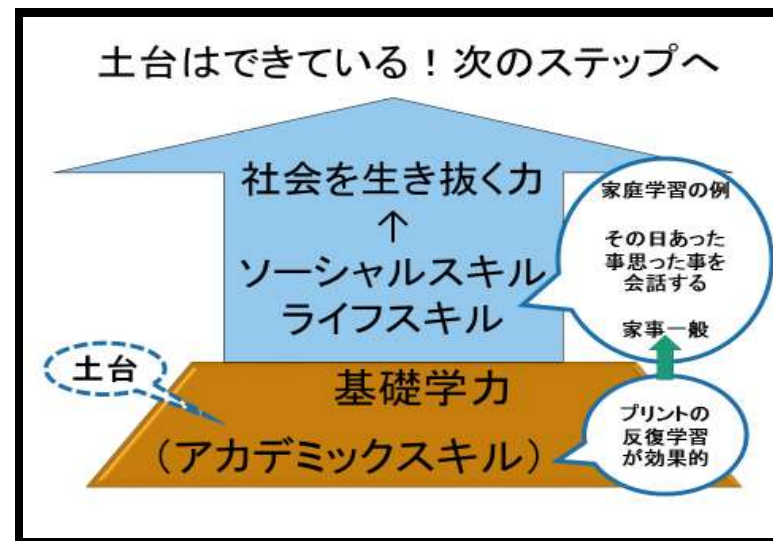 土台はできている！次のステップへ
社会を生き抜く力
↑
ソーシャルスキル
ライフスキル
家庭学習の例
その日あった
事思った事を
会話する
家事一般
土台
基礎学力
（アカデミックスキル）
プリントの
反復学習
が効果的